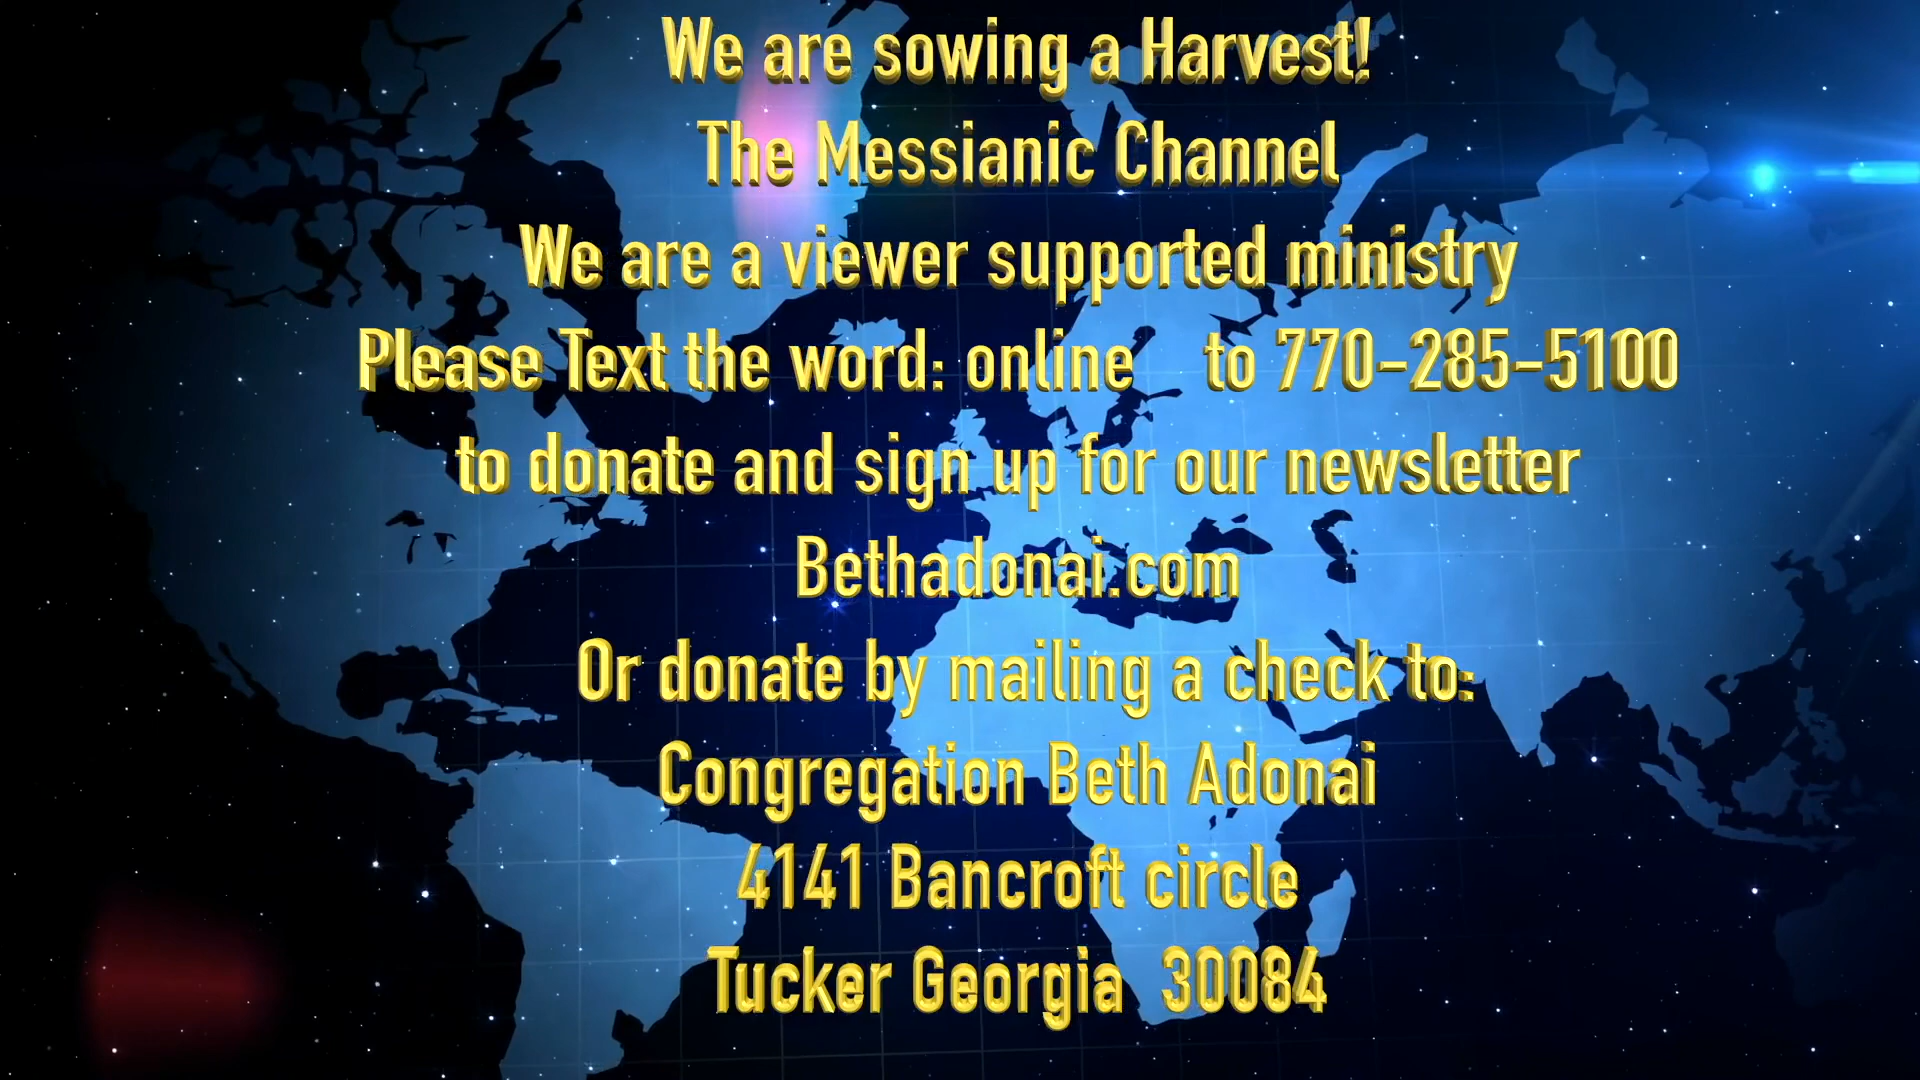 We are sowing a Harvest!
The Messianic Channel
We are a viewer supported ministry
Please Text the word: online to 770-285-5100
to donate and sign up for our newsletter
Bethadonai.com
Or donate by mailing a check to:
Congregation Beth Adonai
4141 Bancroft circle
Tucker Georgia 30084